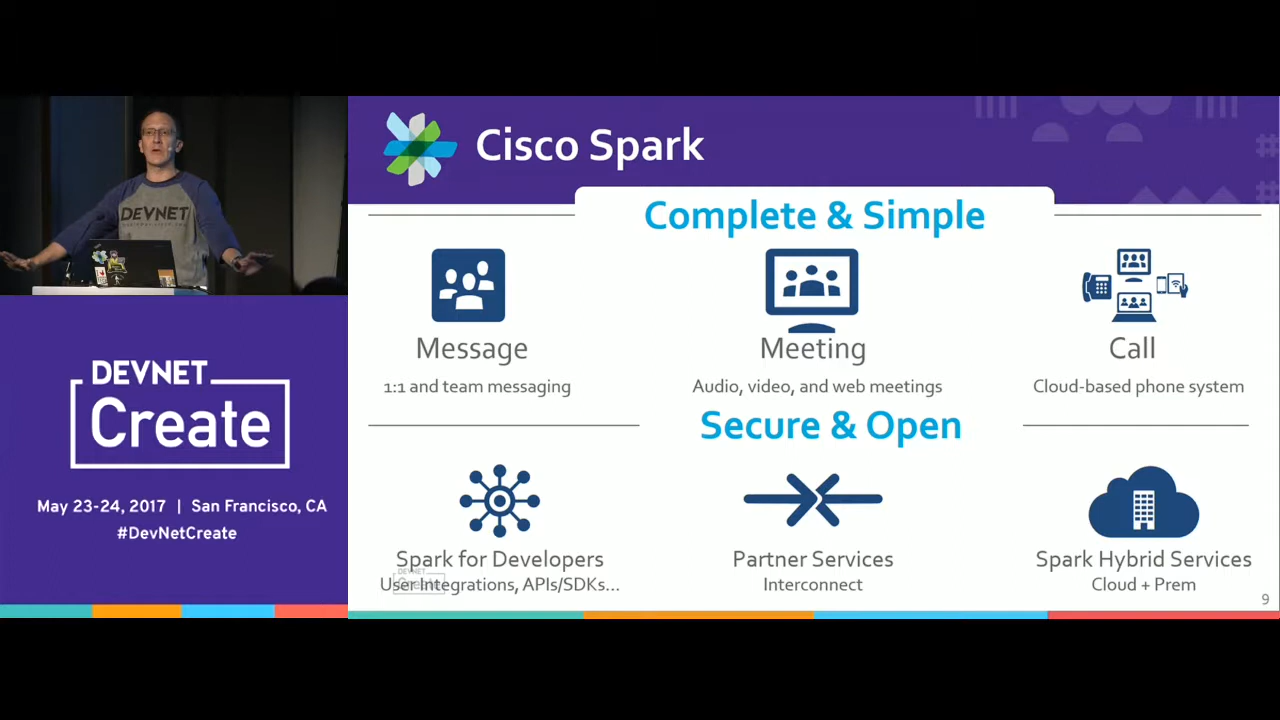 DEVNET
DEVNET
Create
May 23-24, 2017 | San Francisco, CA
#DevNetCreate
Cisco Spark
Complete & Simple
Message
Meeting
Call
1:1 and team messaging
Audio, video, and web meetings
Cloud-based phone system
Secure & Open
Spark for Developers
Partner Services
Spark Hybrid Services
DEVNET
Create
User Integrations, APIs/SDKs...
Interconnect
Cloud + Prem
9